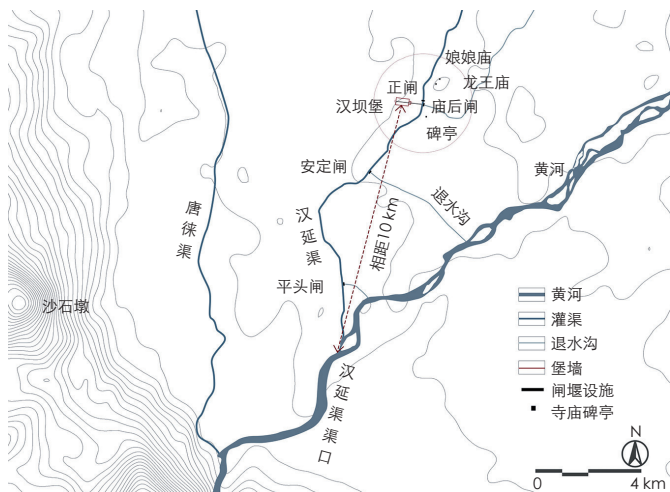 娘娘庙
正闸
龙王庙
汉坝堡
庙后闸
碑亭
安定闸
黄河
退水沟
唐徕渠
汉延渠
相距10 km
平头闸
沙石墩
汉延渠渠口
黄河
灌渠
退水沟
堡墙
闸堰设施
寺庙碑亭
N
0
4 km